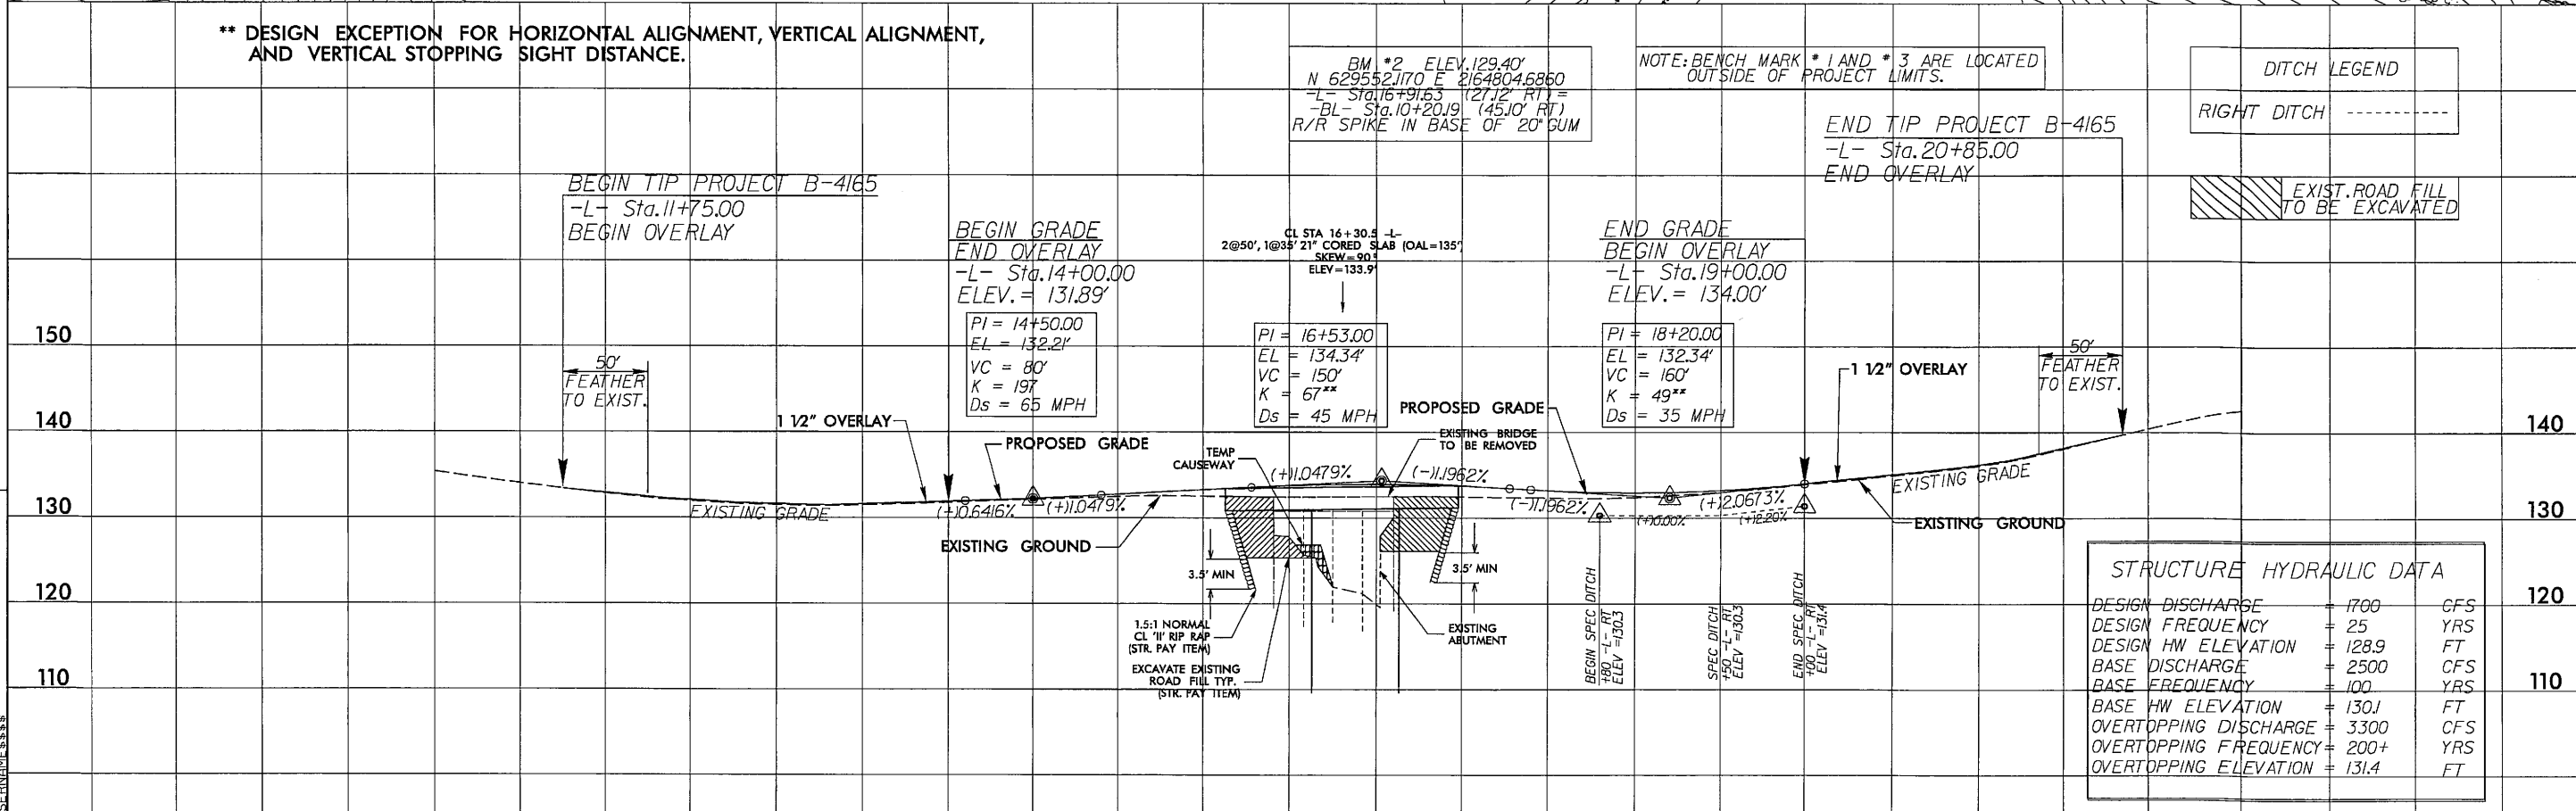 ** DESIGN EXCEPTION FOR HORIZONTAL ALIGNMENT, VERTICAL ALIGNMENT,
AND VERTICAL STOPPING SIGHT DISTANCE.
BM #2 ELEV.129.40'
N 629552.1170 E 2164804.6860
-L- Sta.16+91.63 (27.12' RT) =
-BL- Sta.10+20.19 (45.10' RT)
R/R SPIKE IN BASE OF 20" GUM
NOTE: BENCH MARK # 1 AND # 3 ARE LOCATED
OUTSIDE OF PROJECT LIMITS.
DITCH LEGEND
RIGHT DITCH
EXIST. ROAD FILL
TO BE EXCAVATED
BEGIN TIP PROJECT B-4165
-L- Sta.11+75.00
BEGIN OVERLAY
BEGIN GRADE
END OVERLAY
-L- Sta.14+00.00
ELEV. = 131.89'
CL STA 16+30.5 -L-
2@50', 1@35' 21" CORED SLAB (OAL=135')
SKEW=90°
ELEV=133.9'
END GRADE
BEGIN OVERLAY
-L- Sta.19+00.00
ELEV. = 134.00'
END TIP PROJECT B-4165
-L- Sta.20+85.00
END OVERLAY
PI = 14+50.00
EL = 132.21'
VC = 80'
K = 197
Ds = 65 MPH
PI = 16+53.00
EL = 134.34'
VC = 150'
K = 67**
Ds = 45 MPH
PI = 18+20.00
EL = 132.34'
VC = 160'
K = 49**
Ds = 35 MPH
150
140
130
120
110
50'
FEATHER
TO EXIST.
1 1/2" OVERLAY
PROPOSED GRADE
EXISTING GRADE
(+)0.6416%
(+)1.0479%
EXISTING GROUND
TEMP
CAUSEWAY
(+)1.0479%
(-)1.1962%
EXISTING BRIDGE
TO BE REMOVED
PROPOSED GRADE
(-)1.1962%
(+)2.0673%
(+)0.00%
(+)2.20%
1 1/2" OVERLAY
50'
FEATHER
TO EXIST.
EXISTING GRADE
EXISTING GROUND
3.5' MIN
3.5' MIN
1.5:1 NORMAL
CL 'II' RIP RAP
(STR. PAY ITEM)
EXCAVATE EXISTING
ROAD FILL TYP.
(STR. PAY ITEM)
EXISTING
ABUTMENT
BEGIN SPEC DITCH
+80 -L- RT
ELEV =130.3
SPEC DITCH
+50 -L- RT
ELEV =130.3
END SPEC DITCH
+00 -L- RT
ELEV =131.4
140
130
120
110
STRUCTURE HYDRAULIC DATA
DESIGN DISCHARGE = 1700 CFS
DESIGN FREQUENCY = 25 YRS
DESIGN HW ELEVATION = 128.9 FT
BASE DISCHARGE = 2500 CFS
BASE FREQUENCY = 100 YRS
BASE HW ELEVATION = 130.1 FT
OVERTOPPING DISCHARGE = 3300 CFS
OVERTOPPING FREQUENCY = 200+ YRS
OVERTOPPING ELEVATION = 131.4 FT